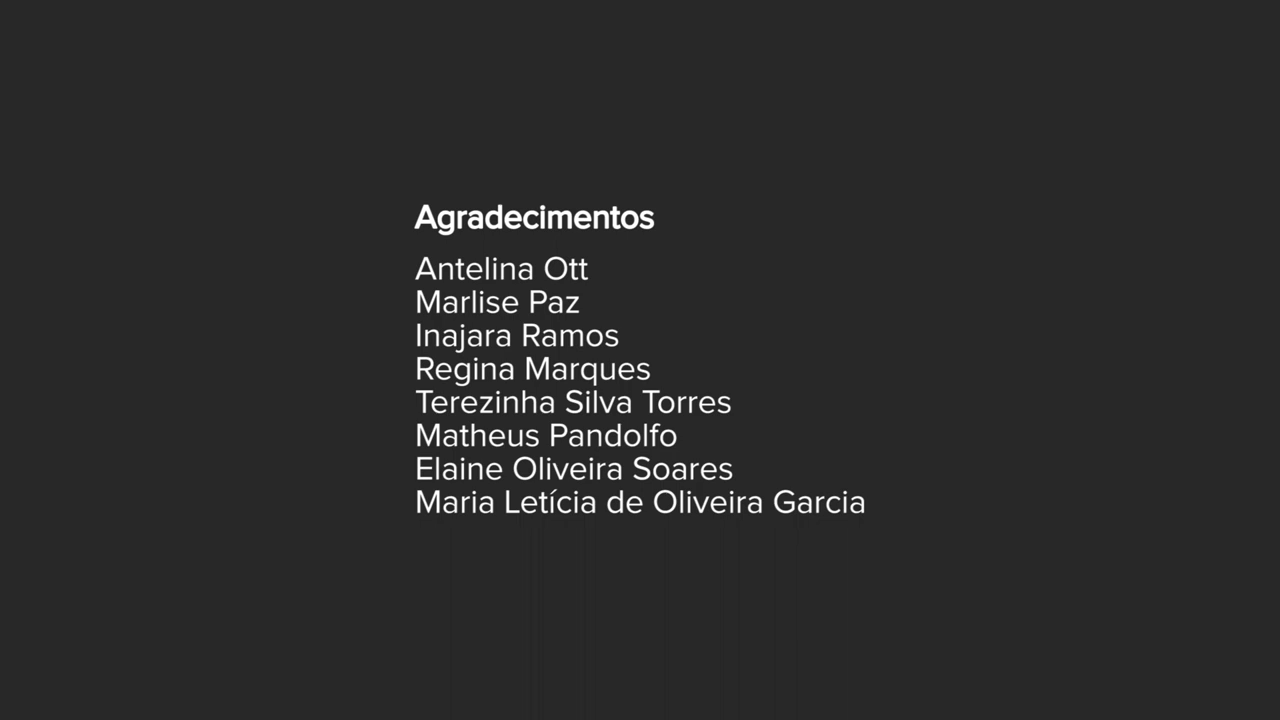 Agradecimentos
Antelina Ott
Marlise Paz
Inajara Ramos
Regina Marques
Terezinha Silva Torres
Matheus Pandolfo
Elaine Oliveira Soares
Maria Letícia de Oliveira Garcia